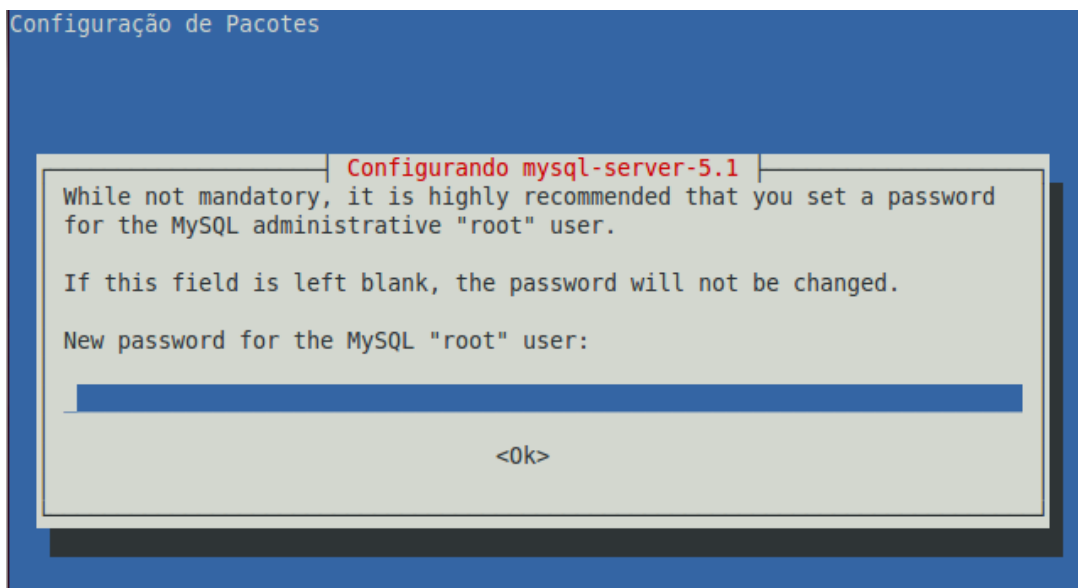 Configuração de Pacotes
Configurando mysql-server-5.1
While not mandatory, it is highly recommended that you set a password
for the MySQL administrative "root" user.
If this field is left blank, the password will not be changed.
New password for the MySQL "root" user:
<Ok>